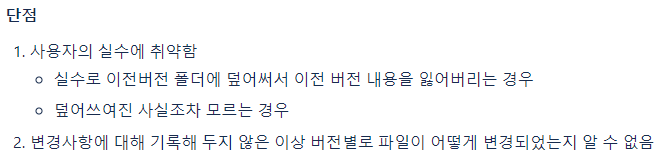 단점
1. 사용자의 실수에 취약함
○ 실수로 이전버전 폴더에 덮어써서 이전 버전 내용을 잃어버리는 경우
○ 덮어쓰여진 사실조차 모르는 경우
2. 변경사항에 대해 기록해 두지 않은 이상 버전별로 파일이 어떻게 변경되었는지 알 수 없음